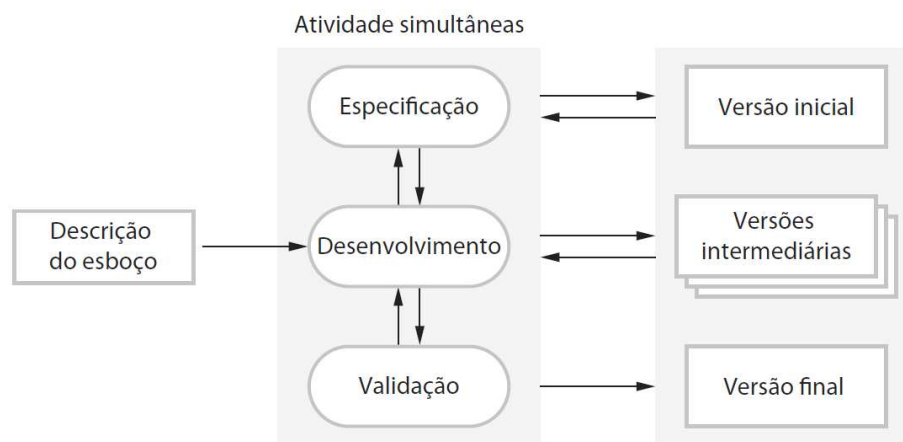 Atividade simultâneas
Especificação
Versão inicial
Descrição
do esboço
Desenvolvimento
Versões
intermediárias
Validação
Versão final